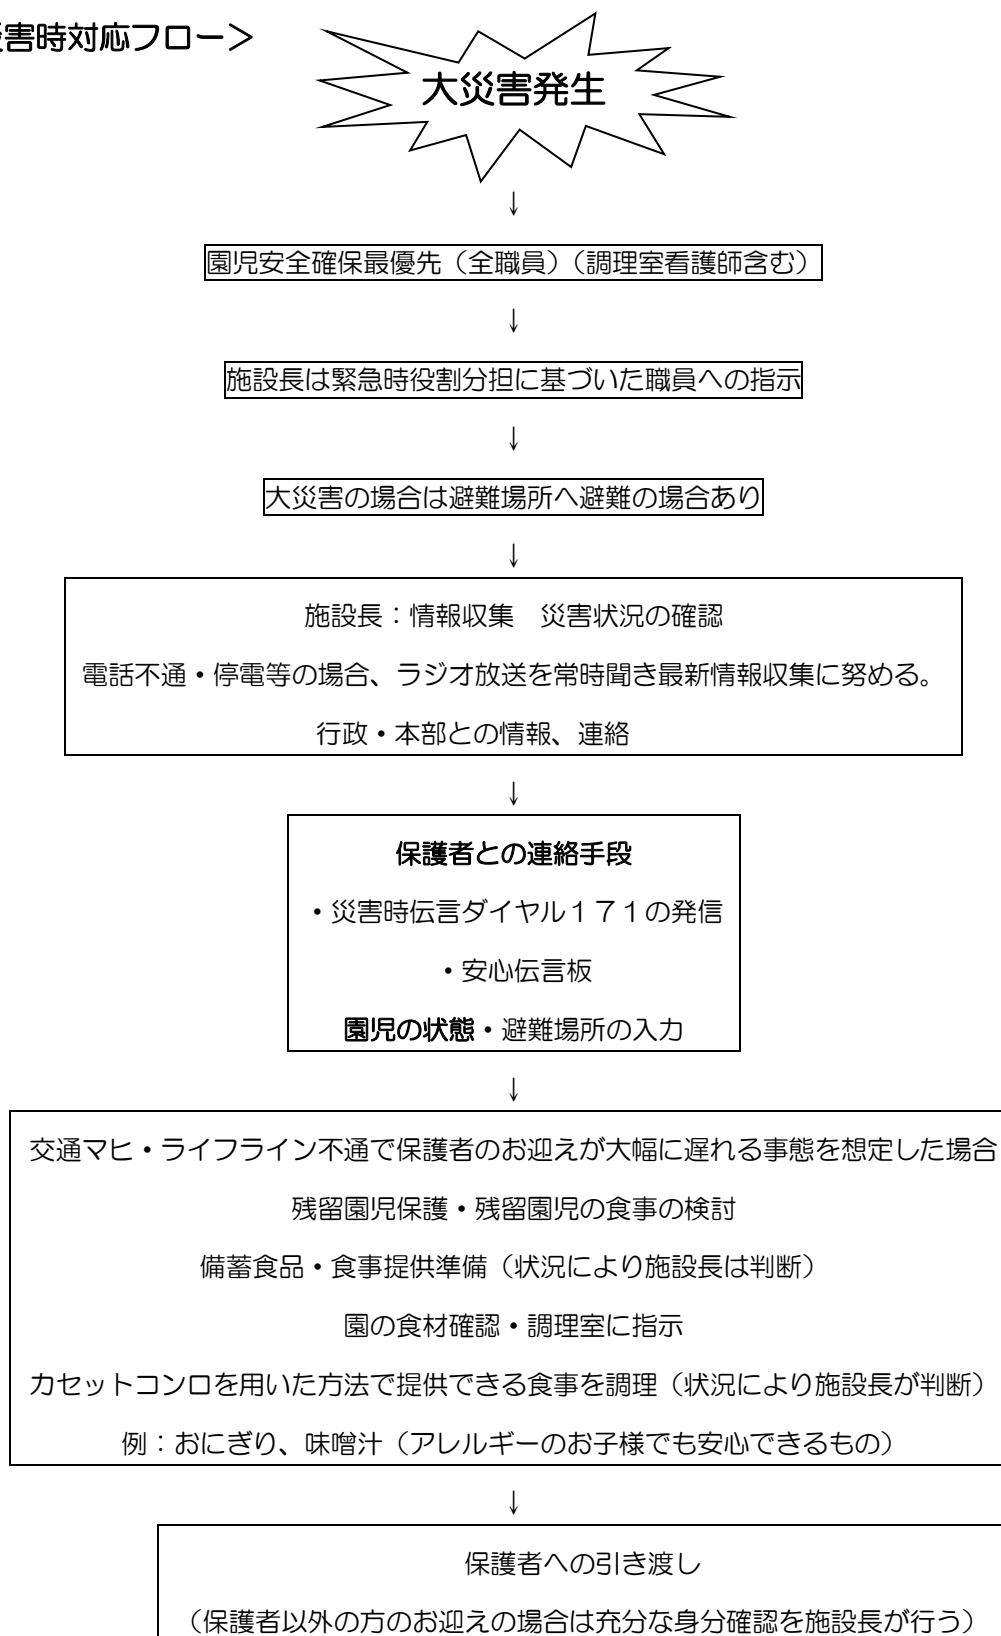 害時対応フロー＞
大災害発生
↓
園児安全確保最優先（全職員）（調理室看護師含む）
↓
施設長は緊急時役割分担に基づいた職員への指示
↓
大災害の場合は避難場所へ避難の場合あり
↓
施設長：情報収集　災害状況の確認
電話不通・停電等の場合、ラジオ放送を常時聞き最新情報収集に努める。
行政・本部との情報、連絡
↓
保護者との連絡手段
・災害時伝言ダイヤル１７１の発信
・安心伝言板
園児の状態・避難場所の入力
↓
交通マヒ・ライフライン不通で保護者のお迎えが大幅に遅れる事態を想定した場合
残留園児保護・残留園児の食事の検討
備蓄食品・食事提供準備（状況により施設長は判断）
園の食材確認・調理室に指示
カセットコンロを用いた方法で提供できる食事を調理（状況により施設長が判断）
例：おにぎり、味噌汁（アレルギーのお子様でも安心できるもの）
↓
保護者への引き渡し
（保護者以外の方のお迎えの場合は充分な身分確認を施設長が行う）